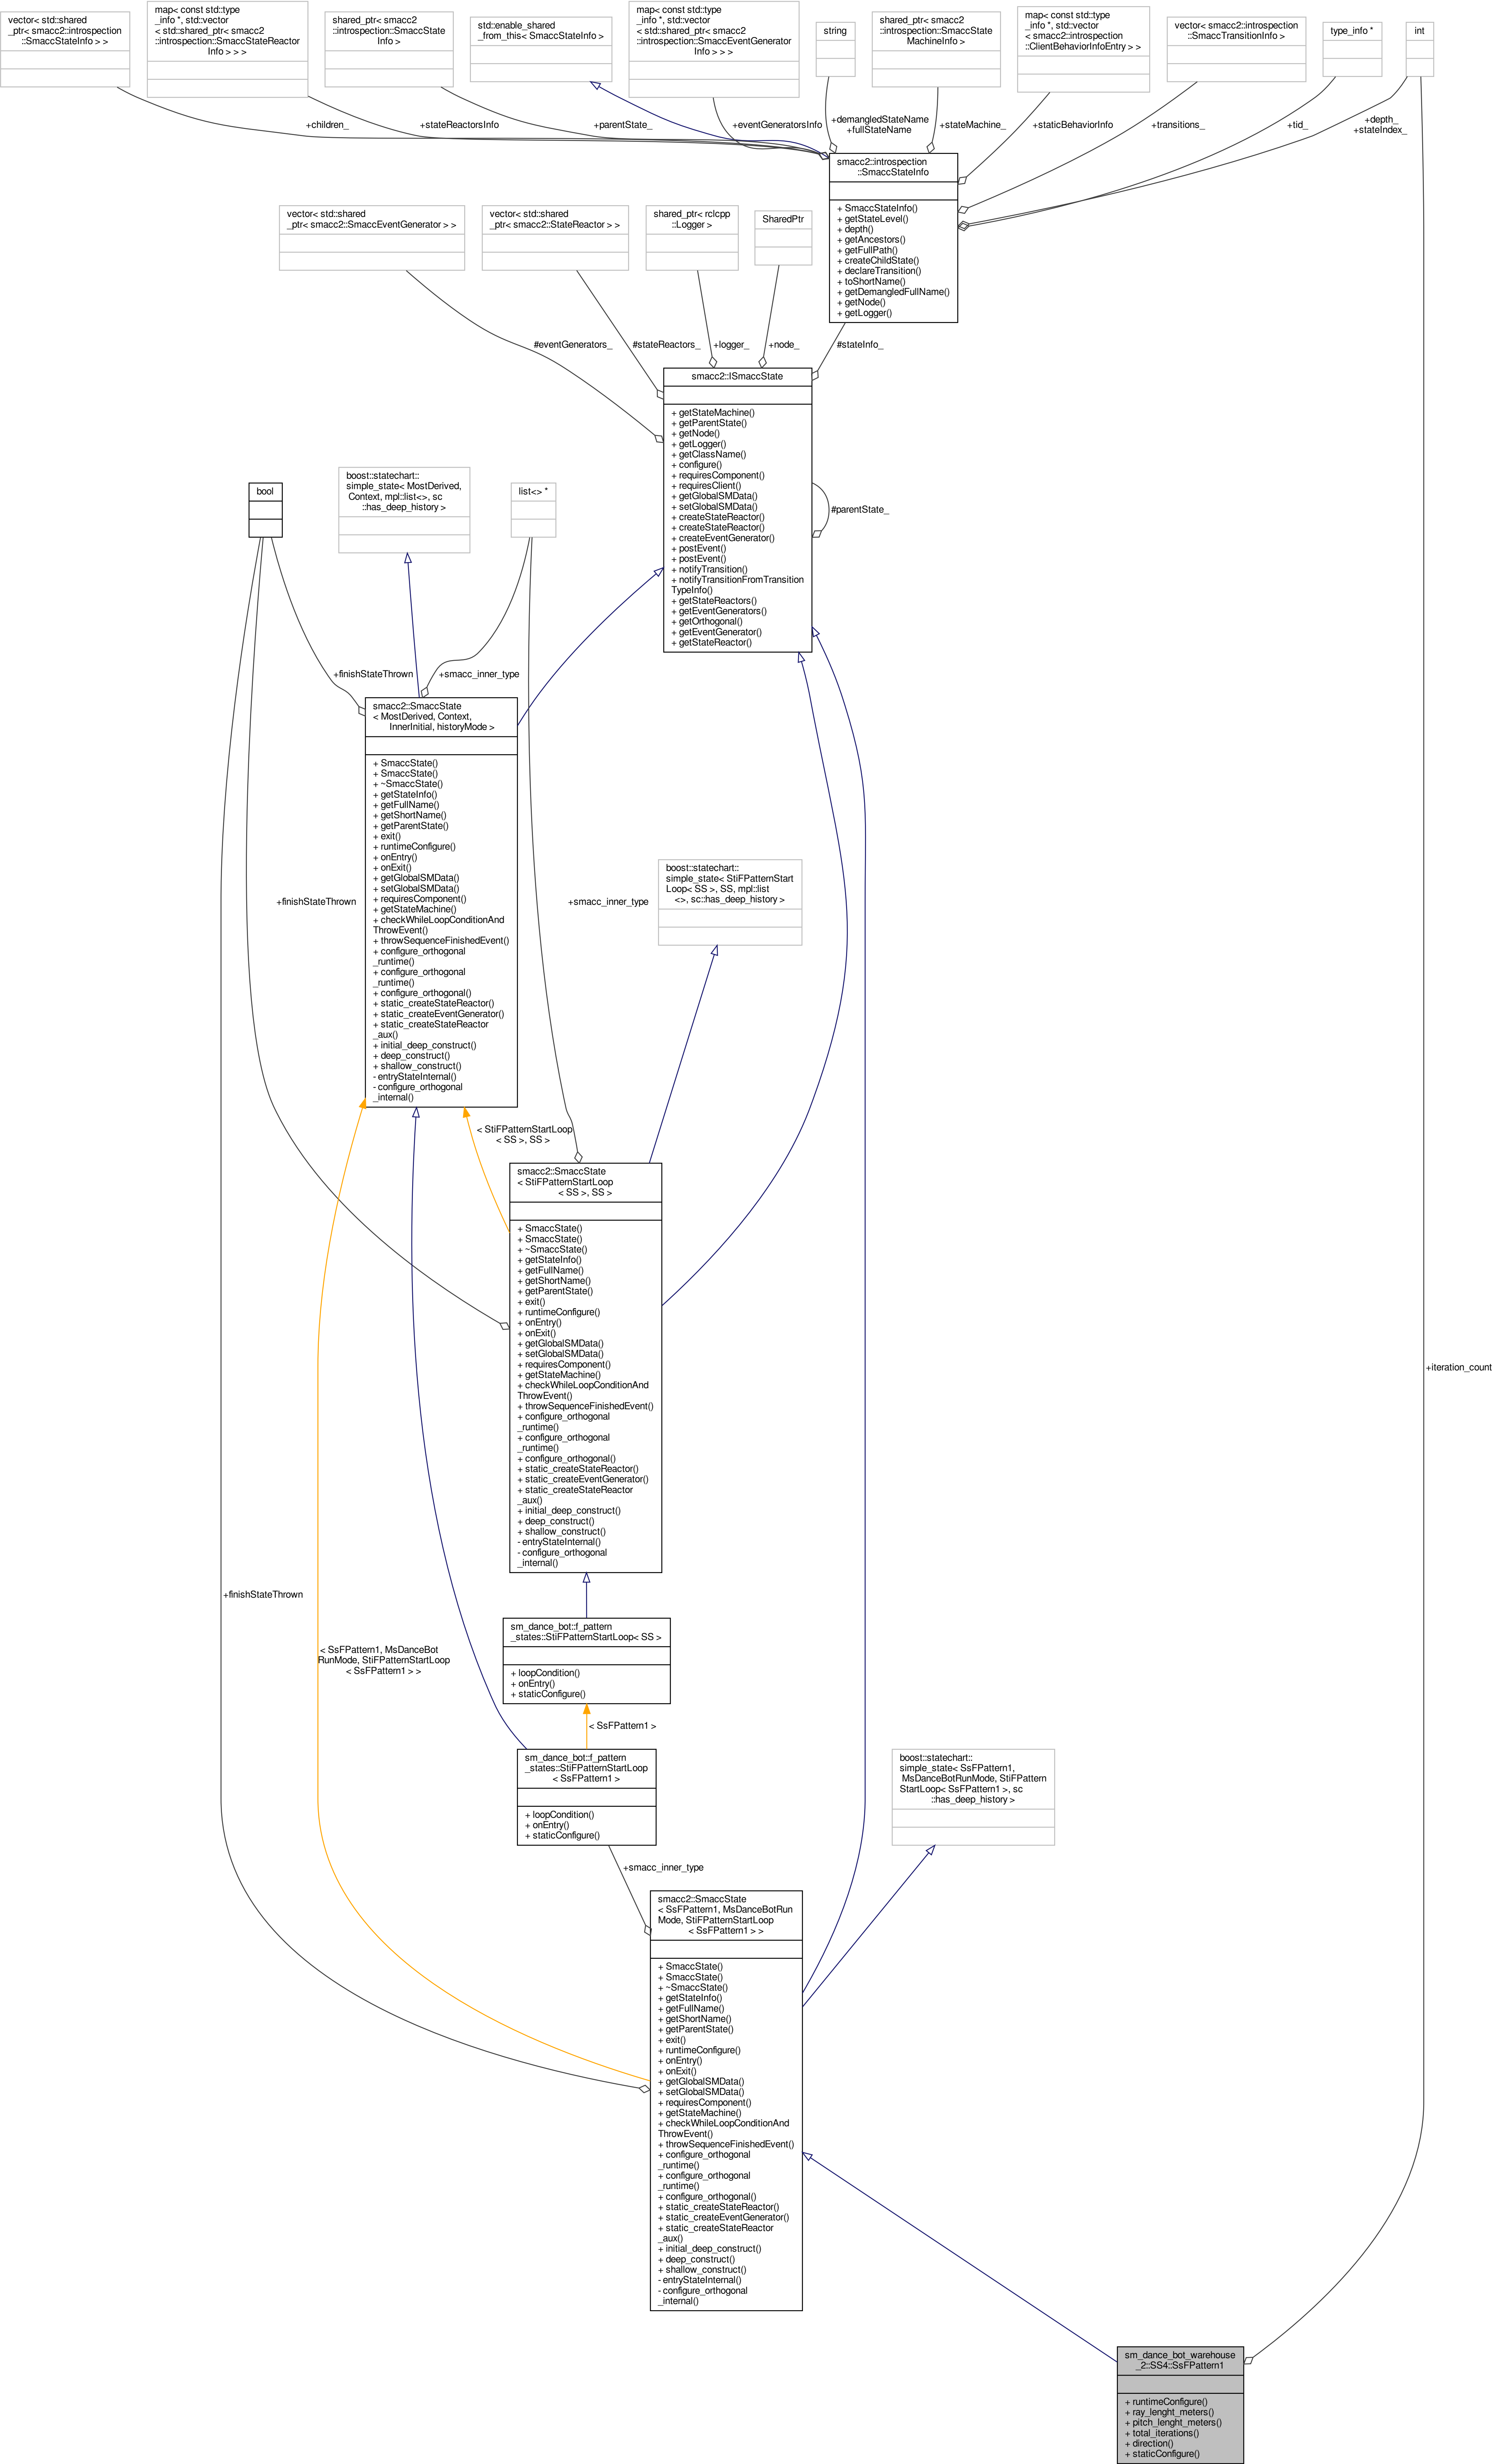 vector< std::shared
_ptr< smacc2::introspection
::SmaccStateInfo > >
map< const std::type
_info *, std::vector
< std::shared_ptr< smacc2
::introspection::SmaccStateReactor
Info > > >
shared_ptr< smacc2
::introspection::SmaccState
Info >
std::enable_shared
_from_this< SmaccStateInfo >
map< const std::type
_info *, std::vector
< std::shared_ptr< smacc2
::introspection::SmaccEventGenerator
Info > > >
string
shared_ptr< smacc2
::introspection::SmaccState
MachineInfo >
map< const std::type
_info *, std::vector
< smacc2::introspection
::ClientBehaviorInfoEntry > >
vector< smacc2::introspection
::SmaccTransitionInfo >
type_info *
int
+children_
+stateReactorsInfo
+parentState_
+eventGeneratorsInfo
+demangledStateName
+fullStateName
+stateMachine_
+staticBehaviorInfo
+transitions_
+tid_
+depth_
+stateIndex_
smacc2::introspection
::SmaccStateInfo
+ SmaccStateInfo()
+ getStateLevel()
+ depth()
+ getAncestors()
+ getFullPath()
+ createChildState()
+ declareTransition()
+ toShortName()
+ getDemangledFullName()
+ getNode()
+ getLogger()
vector< std::shared
_ptr< smacc2::SmaccEventGenerator > >
vector< std::shared
_ptr< smacc2::StateReactor > >
shared_ptr< rclcpp
::Logger >
SharedPtr
#eventGenerators_
#stateReactors_
+logger_
+node_
#stateInfo_
smacc2::ISmaccState
+ getStateMachine()
+ getParentState()
+ getNode()
+ getLogger()
+ getClassName()
+ configure()
+ requiresComponent()
+ requiresClient()
+ getGlobalSMData()
+ setGlobalSMData()
+ createStateReactor()
+ createStateReactor()
+ createEventGenerator()
+ postEvent()
+ postEvent()
+ notifyTransition()
+ notifyTransitionFromTransition
TypeInfo()
+ getStateReactors()
+ getEventGenerators()
+ getOrthogonal()
+ getEventGenerator()
+ getStateReactor()
#parentState_
bool
boost::statechart::
simple_state< MostDerived,
Context, mpl::list<>, sc
::has_deep_history >
list<> *
+finishStateThrown
+smacc_inner_type
smacc2::SmaccState
< MostDerived, Context,
InnerInitial, historyMode >
+ SmaccState()
+ SmaccState()
+ ~SmaccState()
+ getStateInfo()
+ getFullName()
+ getShortName()
+ getParentState()
+ exit()
+ runtimeConfigure()
+ onEntry()
+ onExit()
+ getGlobalSMData()
+ setGlobalSMData()
+ requiresComponent()
+ getStateMachine()
+ checkWhileLoopConditionAnd
ThrowEvent()
+ throwSequenceFinishedEvent()
+ configure_orthogonal
_runtime()
+ configure_orthogonal
_runtime()
+ configure_orthogonal()
+ static_createStateReactor()
+ static_createEventGenerator()
+ static_createStateReactor
_aux()
+ initial_deep_construct()
+ deep_construct()
+ shallow_construct()
- entryStateInternal()
- configure_orthogonal
_internal()
+finishStateThrown
+smacc_inner_type
boost::statechart::
simple_state< StiFPatternStart
Loop< SS >, SS, mpl::list
<>, sc::has_deep_history >
< StiFPatternStartLoop
< SS >, SS >
smacc2::SmaccState
< StiFPatternStartLoop
< SS >, SS >
+ SmaccState()
+ SmaccState()
+ ~SmaccState()
+ getStateInfo()
+ getFullName()
+ getShortName()
+ getParentState()
+ exit()
+ runtimeConfigure()
+ onEntry()
+ onExit()
+ getGlobalSMData()
+ setGlobalSMData()
+ requiresComponent()
+ getStateMachine()
+ checkWhileLoopConditionAnd
ThrowEvent()
+ throwSequenceFinishedEvent()
+ configure_orthogonal
_runtime()
+ configure_orthogonal
_runtime()
+ configure_orthogonal()
+ static_createStateReactor()
+ static_createEventGenerator()
+ static_createStateReactor
_aux()
+ initial_deep_construct()
+ deep_construct()
+ shallow_construct()
- entryStateInternal()
- configure_orthogonal
_internal()
+iteration_count
+finishStateThrown
sm_dance_bot::f_pattern
_states::StiFPatternStartLoop< SS >
+ loopCondition()
+ onEntry()
+ staticConfigure()
< SsFPattern1, MsDanceBot
RunMode, StiFPatternStartLoop
< SsFPattern1 > >
< SsFPattern1 >
sm_dance_bot::f_pattern
_states::StiFPatternStartLoop
< SsFPattern1 >
+ loopCondition()
+ onEntry()
+ staticConfigure()
boost::statechart::
simple_state< SsFPattern1,
MsDanceBotRunMode, StiFPattern
StartLoop< SsFPattern1 >, sc
::has_deep_history >
+smacc_inner_type
smacc2::SmaccState
< SsFPattern1, MsDanceBotRun
Mode, StiFPatternStartLoop
< SsFPattern1 > >
+ SmaccState()
+ SmaccState()
+ ~SmaccState()
+ getStateInfo()
+ getFullName()
+ getShortName()
+ getParentState()
+ exit()
+ runtimeConfigure()
+ onEntry()
+ onExit()
+ getGlobalSMData()
+ setGlobalSMData()
+ requiresComponent()
+ getStateMachine()
+ checkWhileLoopConditionAnd
ThrowEvent()
+ throwSequenceFinishedEvent()
+ configure_orthogonal
_runtime()
+ configure_orthogonal
_runtime()
+ configure_orthogonal()
+ static_createStateReactor()
+ static_createEventGenerator()
+ static_createStateReactor
_aux()
+ initial_deep_construct()
+ deep_construct()
+ shallow_construct()
- entryStateInternal()
- configure_orthogonal
_internal()
sm_dance_bot_warehouse
_2::SS4::SsFPattern1
+ runtimeConfigure()
+ ray_lenght_meters()
+ pitch_lenght_meters()
+ total_iterations()
+ direction()
+ staticConfigure()